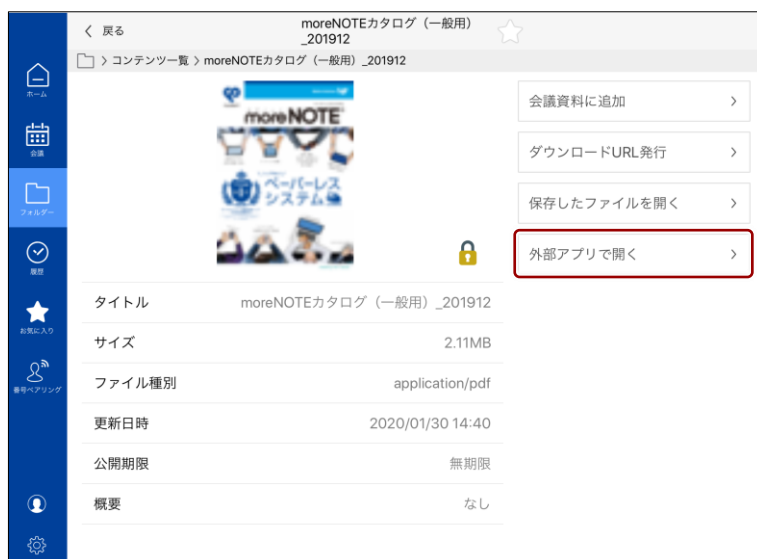 戻る
moreNOTEカタログ（一般用）
_201912
コンテンツ一覧 〉moreNOTEカタログ（一般用）_201912
ホーム
会議
フォルダー
履歴
お気に入り
番号ペアリング
moreNOTE
ペーパーレス
システム
会議資料に追加
ダウンロードURL発行
保存したファイルを開く
外部アプリで開く
タイトル moreNOTEカタログ（一般用）_201912
サイズ 2.11MB
ファイル種別 application/pdf
更新日時 2020/01/30 14:40
公開期限 無期限
概要 なし